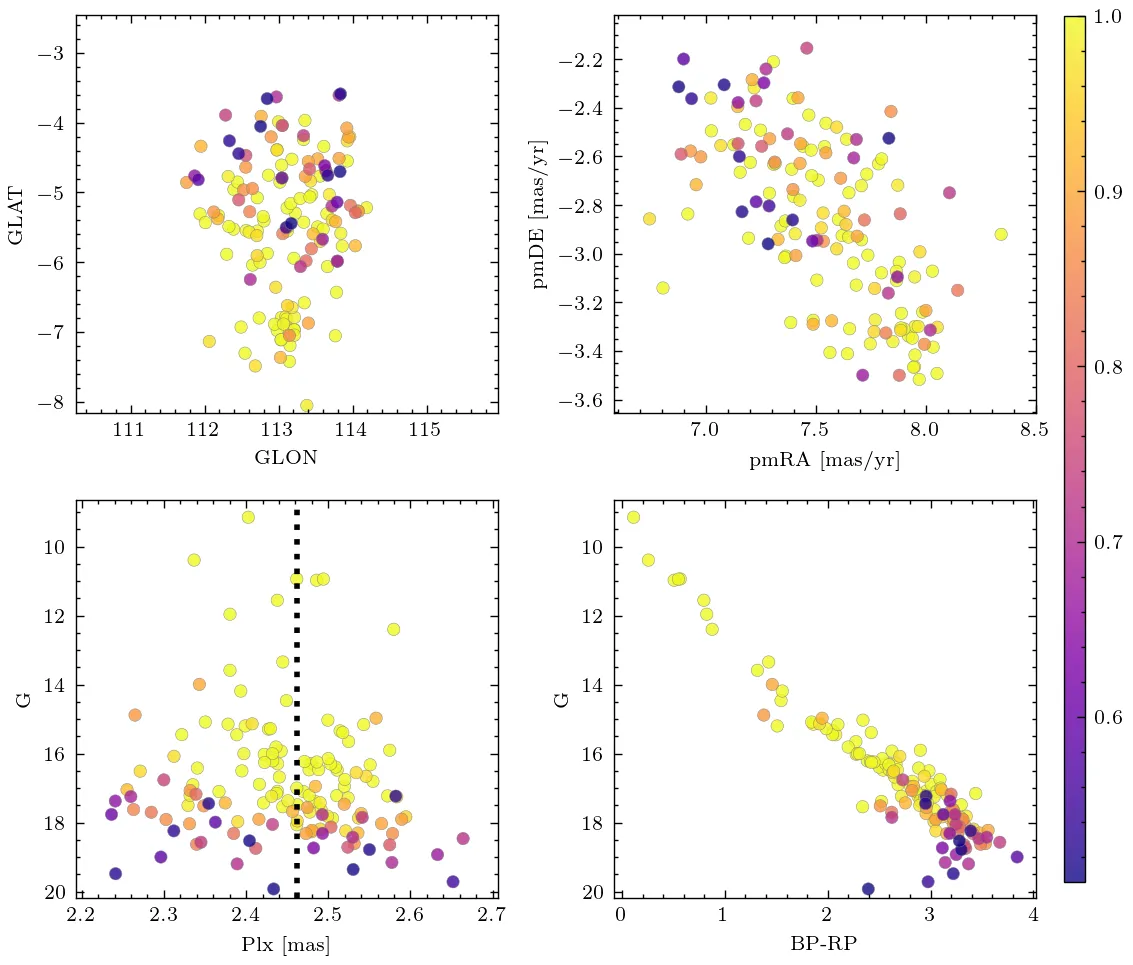 −3
−4
−5
−6
−7
−8
GLAT
111 112 113 114 115
GLON
−2.2
−2.4
−2.6
−2.8
−3.0
−3.2
−3.4
−3.6
pmDE [mas/yr]
7.0 7.5 8.0 8.5
pmRA [mas/yr]
1.0
0.9
0.8
0.7
0.6
10
12
14
16
18
20
G
2.2 2.3 2.4 2.5 2.6 2.7
Plx [mas]
10
12
14
16
18
20
G
0 1 2 3 4
BP-RP